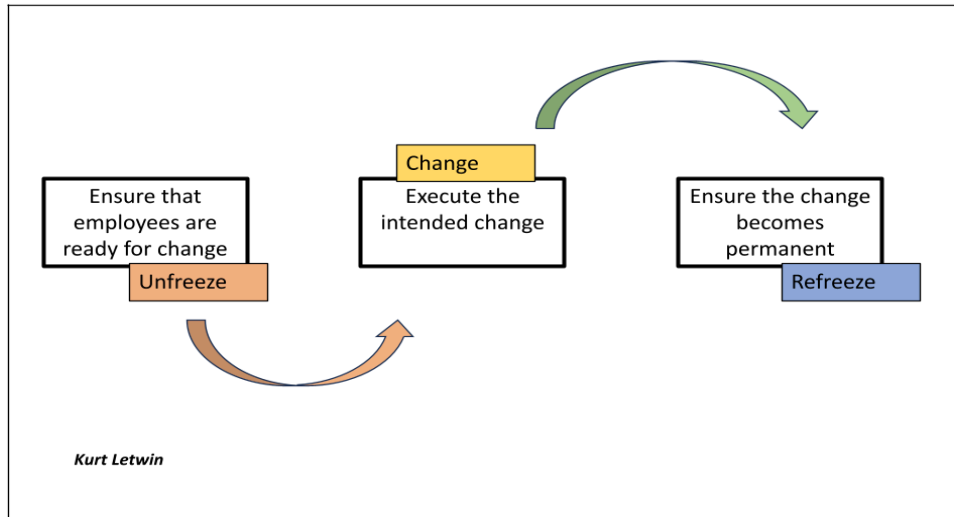 Ensure that
employees are
ready for change
Unfreeze
Change
Execute the
intended change
Ensure the change
becomes
permanent
Refreeze
Kurt Letwin